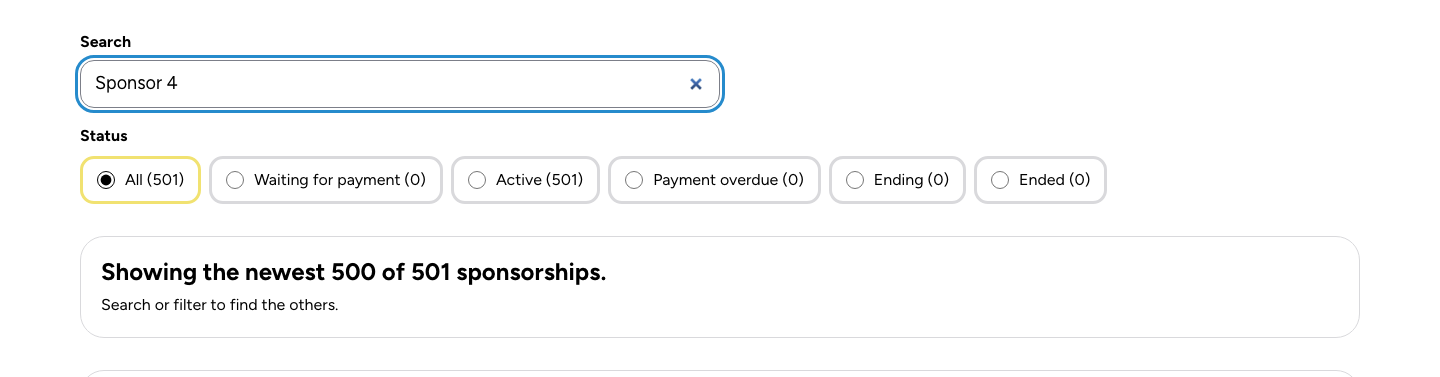 Search
Sponsor 4
Status
All (501) Waiting for payment (0) Active (501) Payment overdue (0) Ending (0) Ended (0)
Showing the newest 500 of 501 sponsorships.
Search or filter to find the others.